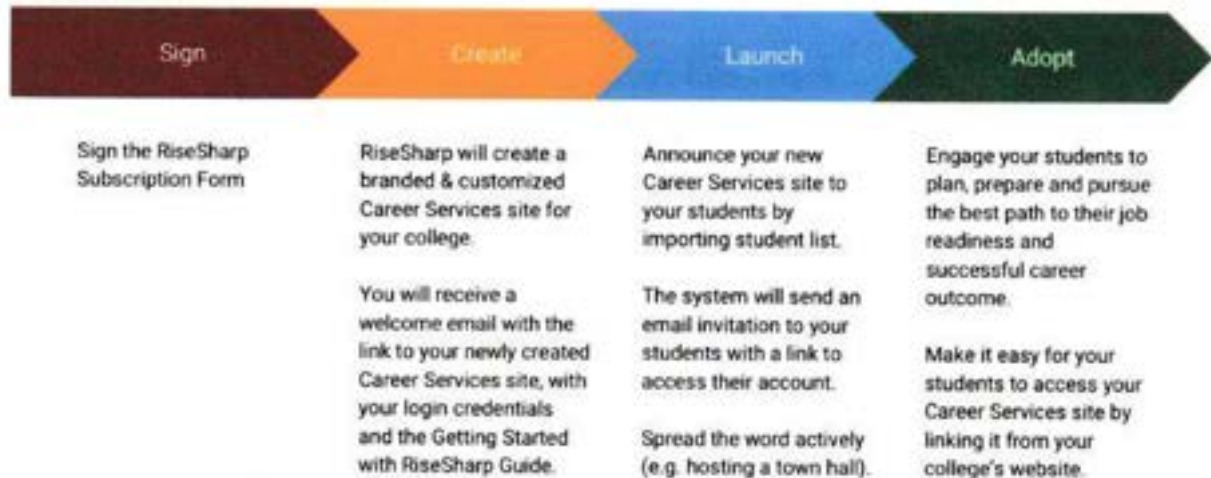 Sign
Create
Launch
Adopt
Sign the RiseSharp
Subscription Form
RiseSharp will create a
branded & customized
Career Services site for
your college.
You will receive a
welcome email with the
link to your newly created
Career Services site, with
your login credentials
and the Getting Started
with RiseSharp Guide.
Announce your new
Career Services site to
your students by
importing student list.
The system will send an
email invitation to your
students with a link to
access their account.
Spread the word actively
(e.g. hosting a town hall).
Engage your students to
plan, prepare and pursue
the best path to their job
readiness and
successful career
outcome.
Make it easy for your
students to access your
Career Services site by
linking it from your
college's website.